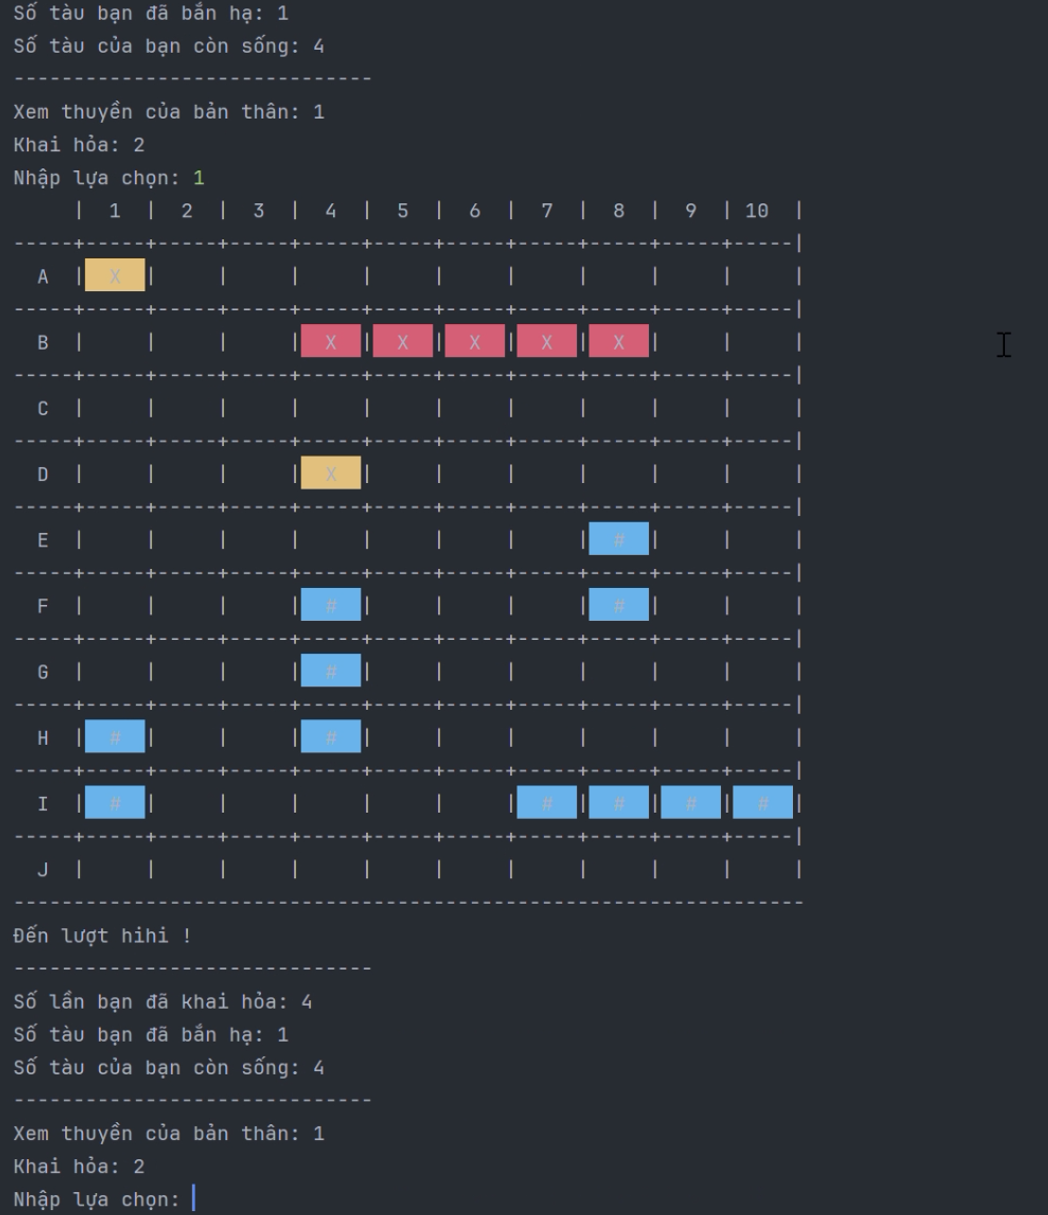 Số tàu bạn đã bắn hạ: 1
Số tàu của bạn còn sống: 4
------------------------------
Xem thuyền của bản thân: 1
Khai hỏa: 2
Nhập lựa chọn: 1
     |  1  |  2  |  3  |  4  |  5  |  6  |  7  |  8  |  9  | 10  |
-----+-----+-----+-----+-----+-----+-----+-----+-----+-----+-----|
  A  |  X  |     |     |     |     |     |     |     |     |     |
-----+-----+-----+-----+-----+-----+-----+-----+-----+-----+-----|
  B  |     |     |     |  X  |  X  |  X  |  X  |  X  |     |     |
-----+-----+-----+-----+-----+-----+-----+-----+-----+-----+-----|
  C  |     |     |     |     |     |     |     |     |     |     |
-----+-----+-----+-----+-----+-----+-----+-----+-----+-----+-----|
  D  |     |     |     |  X  |     |     |     |     |     |     |
-----+-----+-----+-----+-----+-----+-----+-----+-----+-----+-----|
  E  |     |     |     |     |     |     |     |  #  |     |     |
-----+-----+-----+-----+-----+-----+-----+-----+-----+-----+-----|
  F  |     |     |     |  #  |     |     |     |  #  |     |     |
-----+-----+-----+-----+-----+-----+-----+-----+-----+-----+-----|
  G  |     |     |     |  #  |     |     |     |     |     |     |
-----+-----+-----+-----+-----+-----+-----+-----+-----+-----+-----|
  H  |  #  |     |     |  #  |     |     |     |     |     |     |
-----+-----+-----+-----+-----+-----+-----+-----+-----+-----+-----|
  I  |  #  |     |     |     |     |     |  #  |  #  |  #  |  #  |
-----+-----+-----+-----+-----+-----+-----+-----+-----+-----+-----|
  J  |     |     |     |     |     |     |     |     |     |     |
------------------------------------------------------------------
Đến lượt hihi !
------------------------------
Số lần bạn đã khai hỏa: 4
Số tàu bạn đã bắn hạ: 1
Số tàu của bạn còn sống: 4
------------------------------
Xem thuyền của bản thân: 1
Khai hỏa: 2
Nhập lựa chọn: